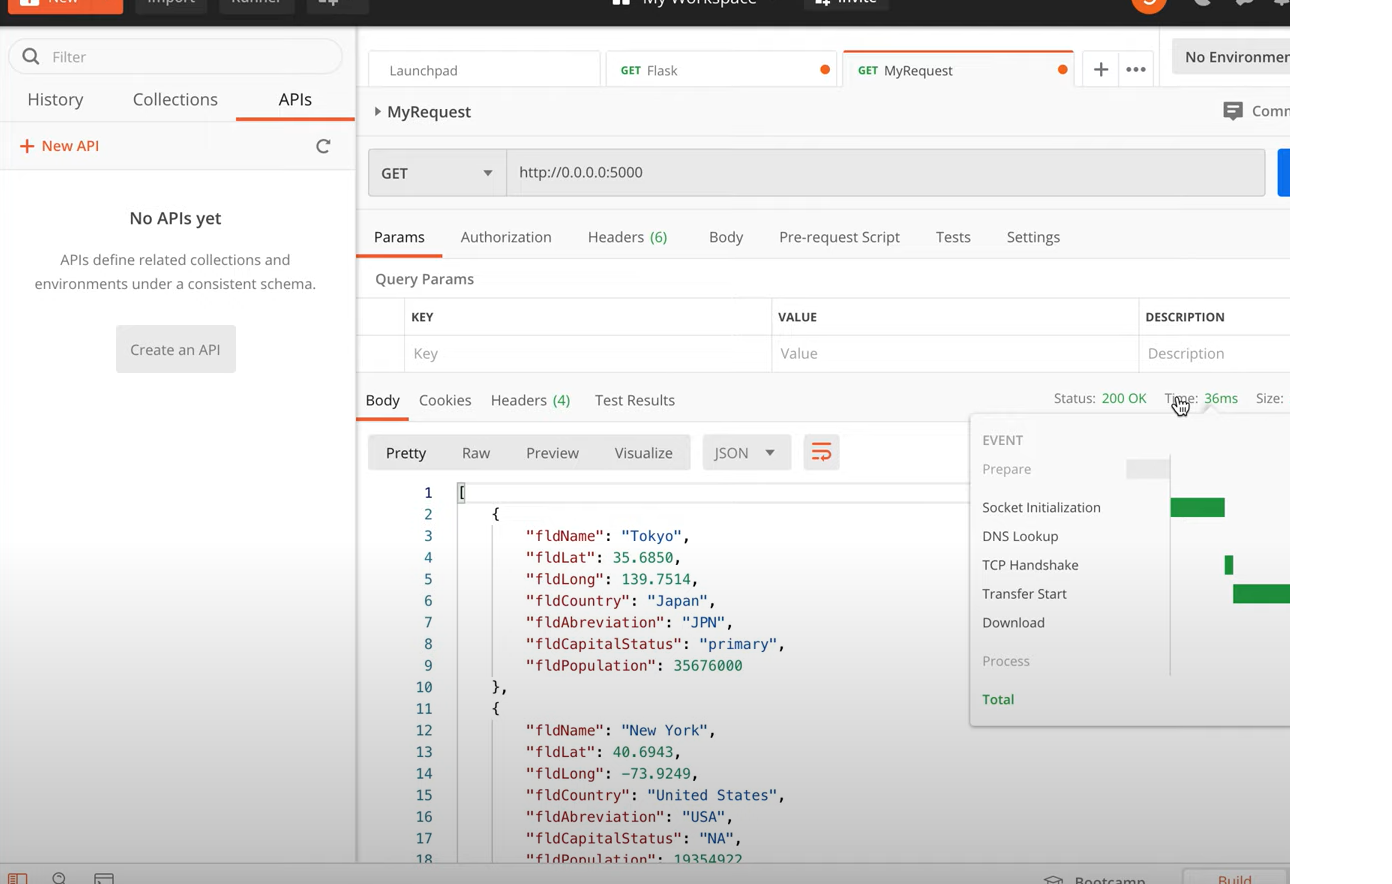 New Import Runner My Workspace Invite
Filter
Launchpad GET Flask GET MyRequest + ••• No Environmen
History Collections APIs
MyRequest Comm
+ New API
GET http://0.0.0.0:5000
No APIs yet
Params Authorization Headers (6) Body Pre-request Script Tests Settings
APIs define related collections and
environments under a consistent schema.
Query Params
KEY VALUE DESCRIPTION
Create an API
Key Value Description
Body Cookies Headers (4) Test Results Status: 200 OK Time: 36ms Size:
Pretty Raw Preview Visualize JSON
EVENT
Prepare
Socket Initialization
DNS Lookup
TCP Handshake
Transfer Start
Download
Process
Total
1 [
2 {
3 "fldName": "Tokyo",
4 "fldLat": 35.6850,
5 "fldLong": 139.7514,
6 "fldCountry": "Japan",
7 "fldAbreviation": "JPN",
8 "fldCapitalStatus": "primary",
9 "fldPopulation": 35676000
10 },
11 {
12 "fldName": "New York",
13 "fldLat": 40.6943,
14 "fldLong": -73.9249,
15 "fldCountry": "United States",
16 "fldAbreviation": "USA",
17 "fldCapitalStatus": "NA",
18 "fldPopulation": 19354922
Bootcamp Build